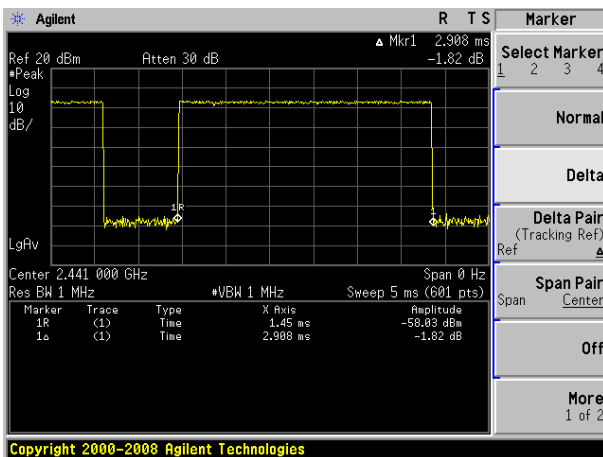 Agilent
R T S
Marker
Δ Mkr1 2.908 ms
Ref 20 dBm
Atten 30 dB
-1.82 dB
#Peak
Log
10
dB/
1R
1
LgAv
Center 2.441 000 GHz
Span 0 Hz
Res BW 1 MHz
#VBW 1 MHz
Sweep 5 ms (601 pts)
Marker Trace Type X Axis Amplitude
1R (1) Time 1.45 ms -58.03 dBm
1Δ (1) Time 2.908 ms -1.82 dB
Select Marker
1 2 3 4
Normal
Delta
Delta Pair
(Tracking Ref)
Ref Δ
Span Pair
Span Center
Off
More
1 of 2
Copyright 2000-2008 Agilent Technologies